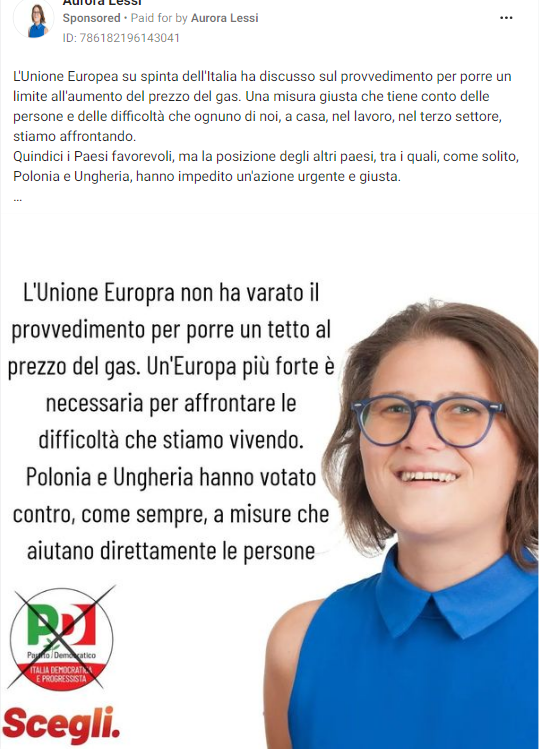 Aurora Lessi
Sponsored • Paid for by Aurora Lessi
ID: 786182196143041
L'Unione Europea su spinta dell'Italia ha discusso sul provvedimento per porre un
limite all'aumento del prezzo del gas. Una misura giusta che tiene conto delle
persone e delle difficoltà che ognuno di noi, a casa, nel lavoro, nel terzo settore,
stiamo affrontando.
Quindici i Paesi favorevoli, ma la posizione degli altri paesi, tra i quali, come solito,
Polonia e Ungheria, hanno impedito un'azione urgente e giusta.
...
L'Unione Europra non ha varato il
provvedimento per porre un tetto al
prezzo del gas. Un'Europa più forte è
necessaria per affrontare le
difficoltà che stiamo vivendo.
Polonia e Ungheria hanno votato
contro, come sempre, a misure che
aiutano direttamente le persone
PD
Partito Democratico
ITALIA DEMOCRATICA
E PROGRESSISTA
Scegli.